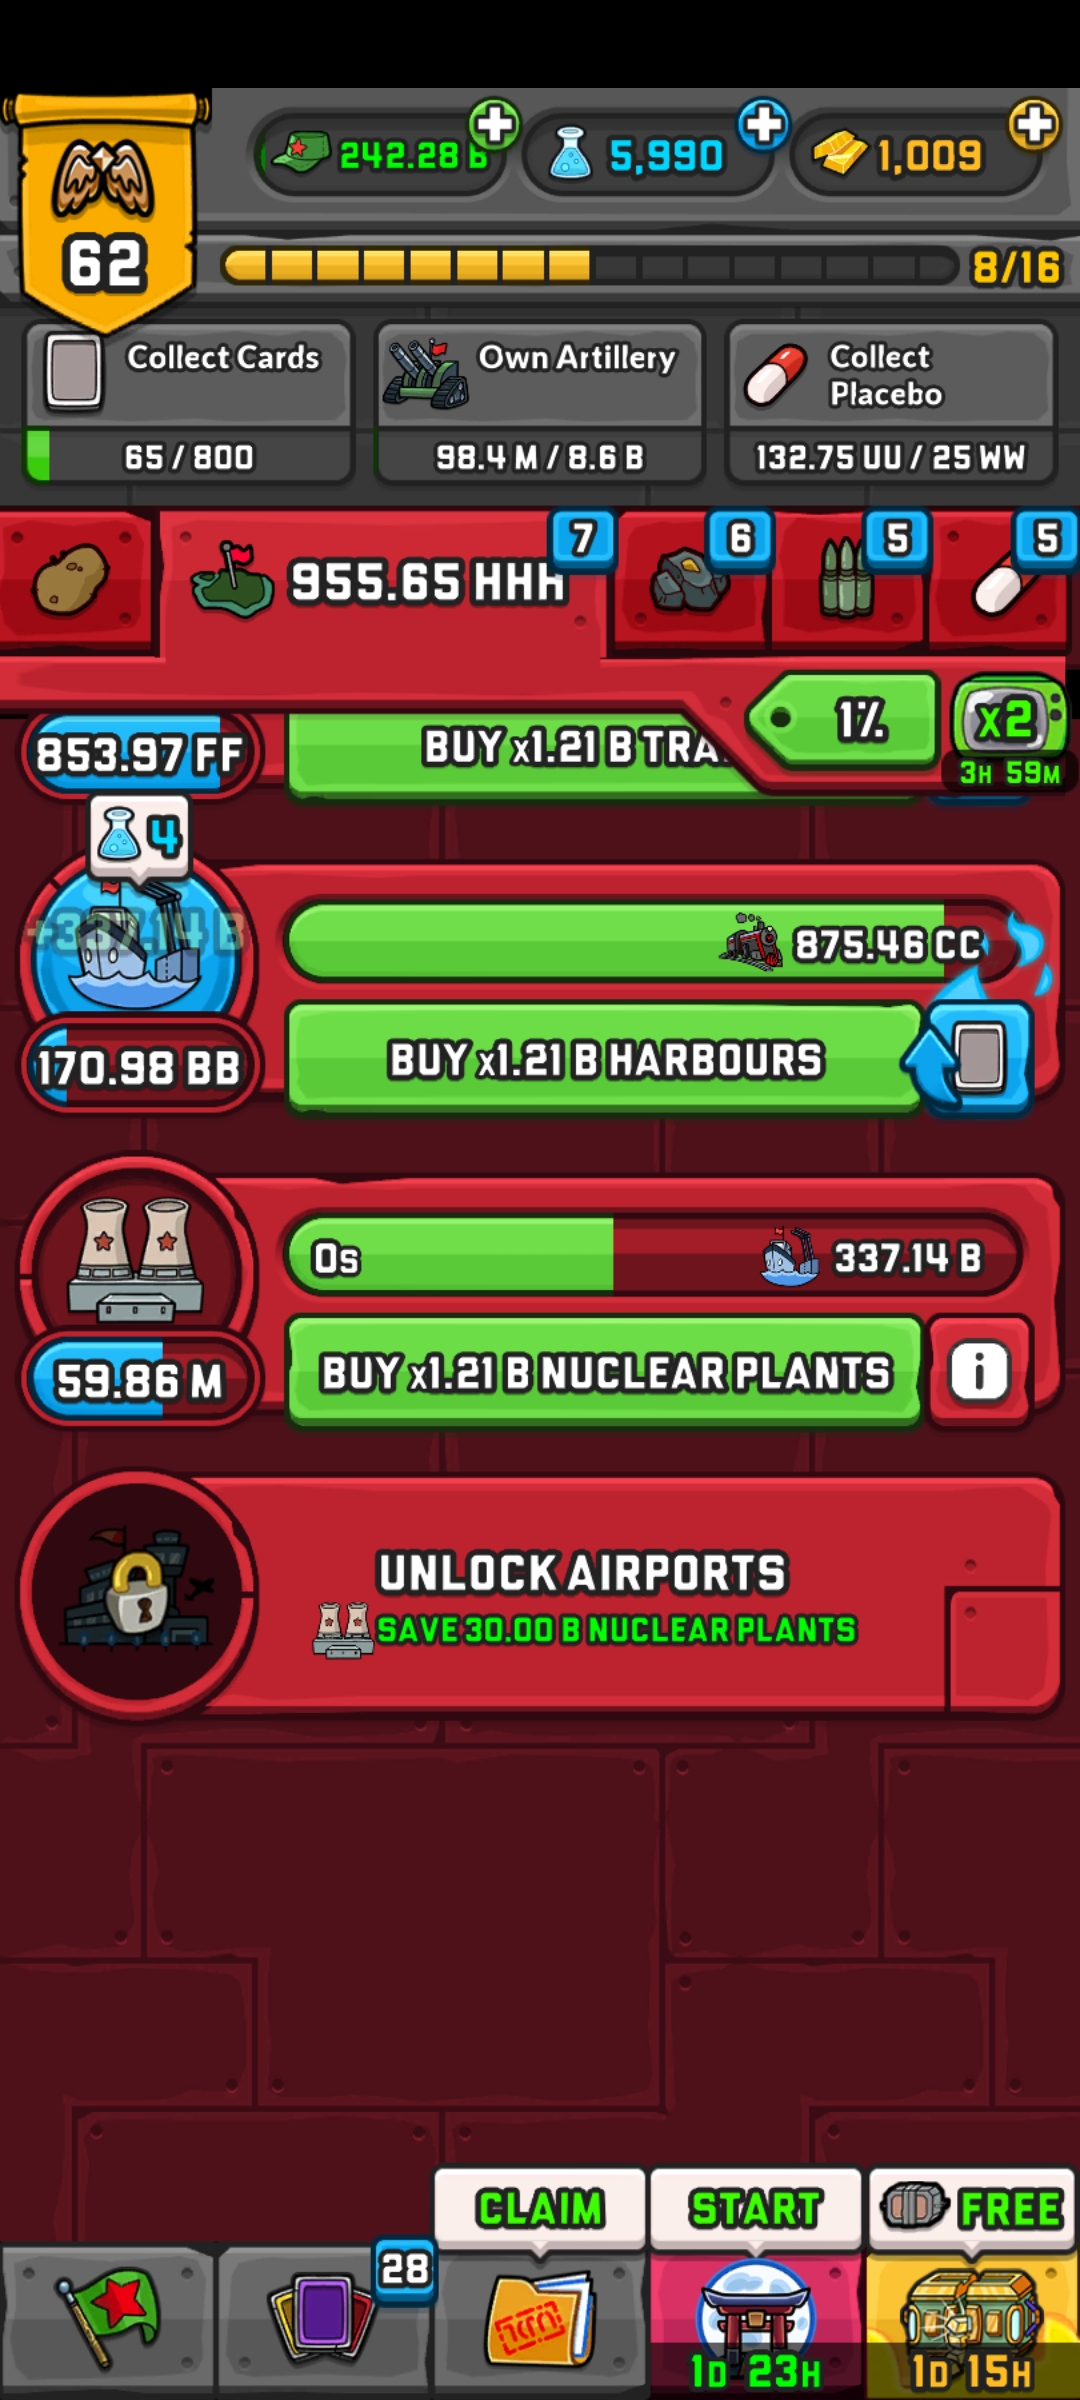 242.28 B
5,990
1,009
62
8/16
Collect Cards
65 / 800
Own Artillery
98.4 M / 8.6 B
Collect
Placebo
132.75 UU / 25 WW
955.65 HHH
7
6
5
5
1%
x2
3H 59M
853.97 FF
BUY x1.21 B TRA
4
+337.14 B
875.46 CC
170.98 BB
BUY x1.21 B HARBOURS
0s
337.14 B
59.86 M
BUY x1.21 B NUCLEAR PLANTS
i
UNLOCK AIRPORTS
SAVE 30.00 B NUCLEAR PLANTS
CLAIM
START
FREE
28
1D 23H
1D 15H